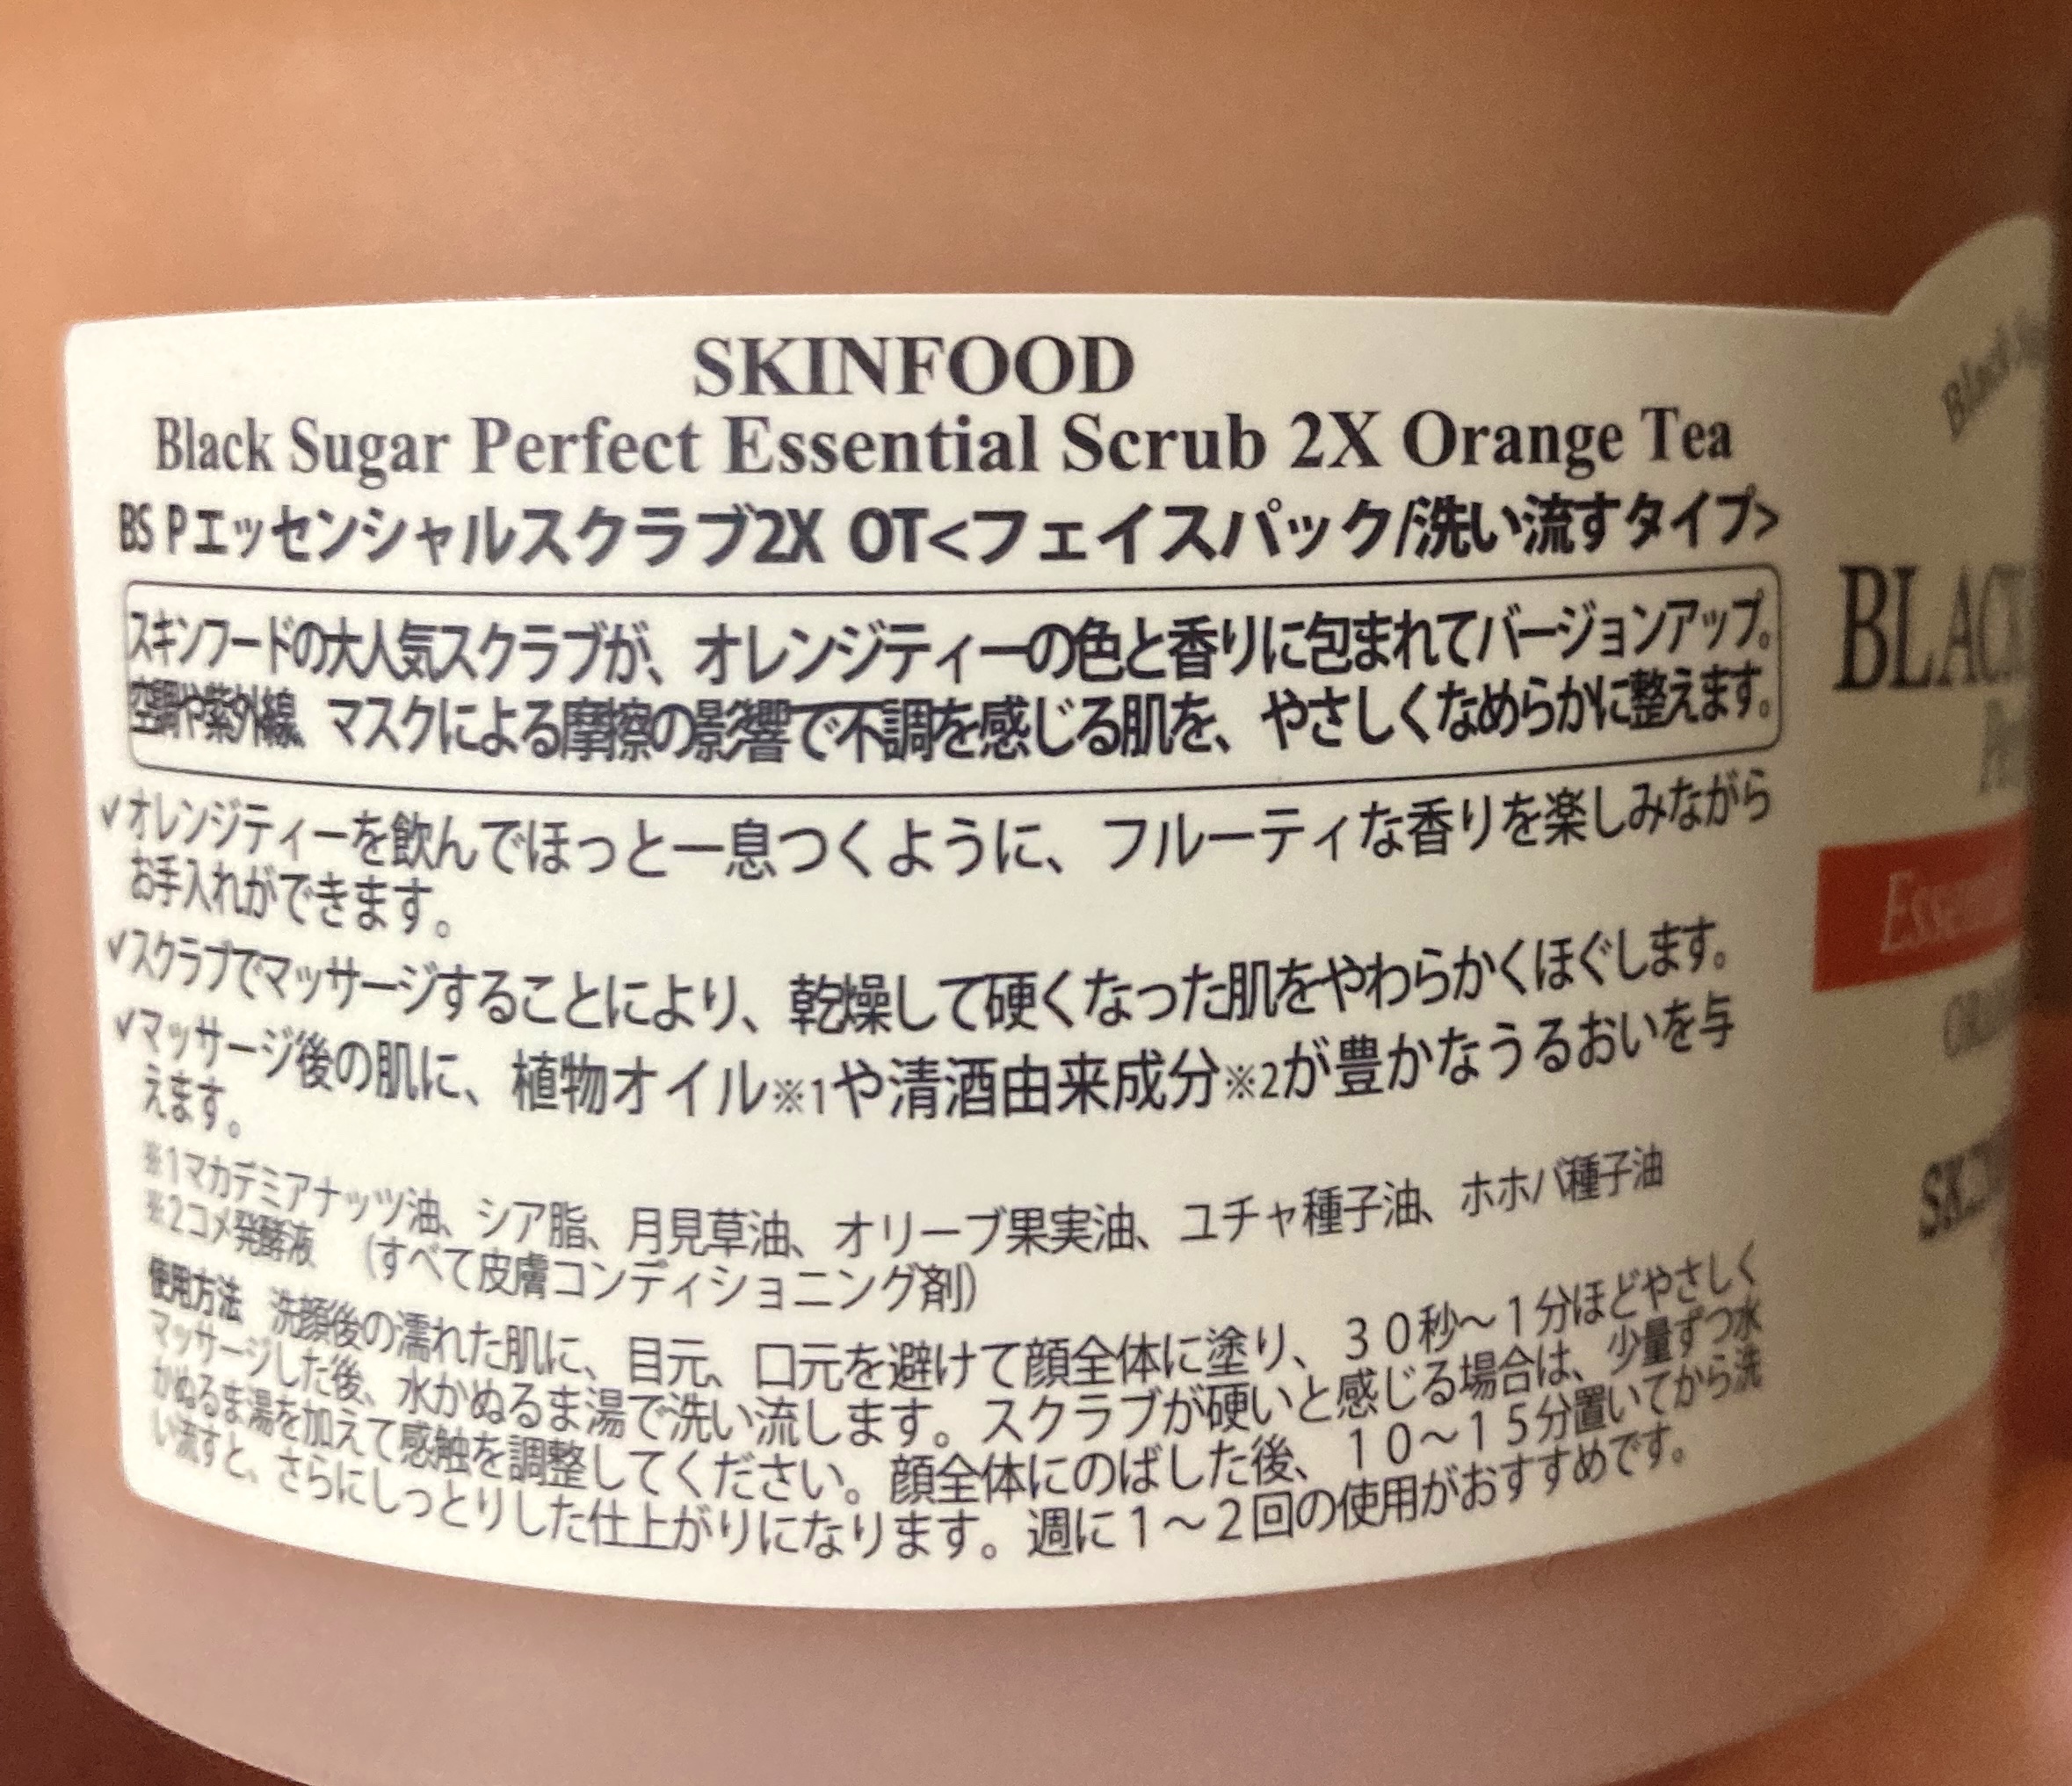 SKINFOOD
Black Sugar Perfect Essential Scrub 2X Orange Tea
BS Pエッセンシャルスクラブ2X OT<フェイスパック/洗い流すタイプ>
スキンフードの大人気スクラブが、オレンジティーの色と香りに包まれてバージョンアップ。
空調や紫外線、マスクによる摩擦の影響で不調を感じる肌を、やさしくなめらかに整えます。
✓オレンジティーを飲んでほっと一息つくように、フルーティな香りを楽しみながら
お手入れができます。
✓スクラブでマッサージすることにより、乾燥して硬くなった肌をやわらかくほぐします。
✓マッサージ後の肌に、植物オイル※1や清酒由来成分※2が豊かなうるおいを与
えます。
※1マカデミアナッツ油、シア脂、月見草油、オリーブ果実油、ユチャ種子油、ホホバ種子油
※2コメ発酵液 (すべて皮膚コンディショニング剤)
使用方法 洗顔後の濡れた肌に、目元、口元を避けて顔全体に塗り、30秒～1分ほどやさしく
マッサージした後、水かぬるま湯で洗い流します。スクラブが硬いと感じる場合は、少量ずつ水
かぬるま湯を加えて感触を調整してください。顔全体にのばした後、10～15分置いてから洗
い流すと、さらにしっとりした仕上がりになります。週に1～2回の使用がおすすめです。
Black
BLACK